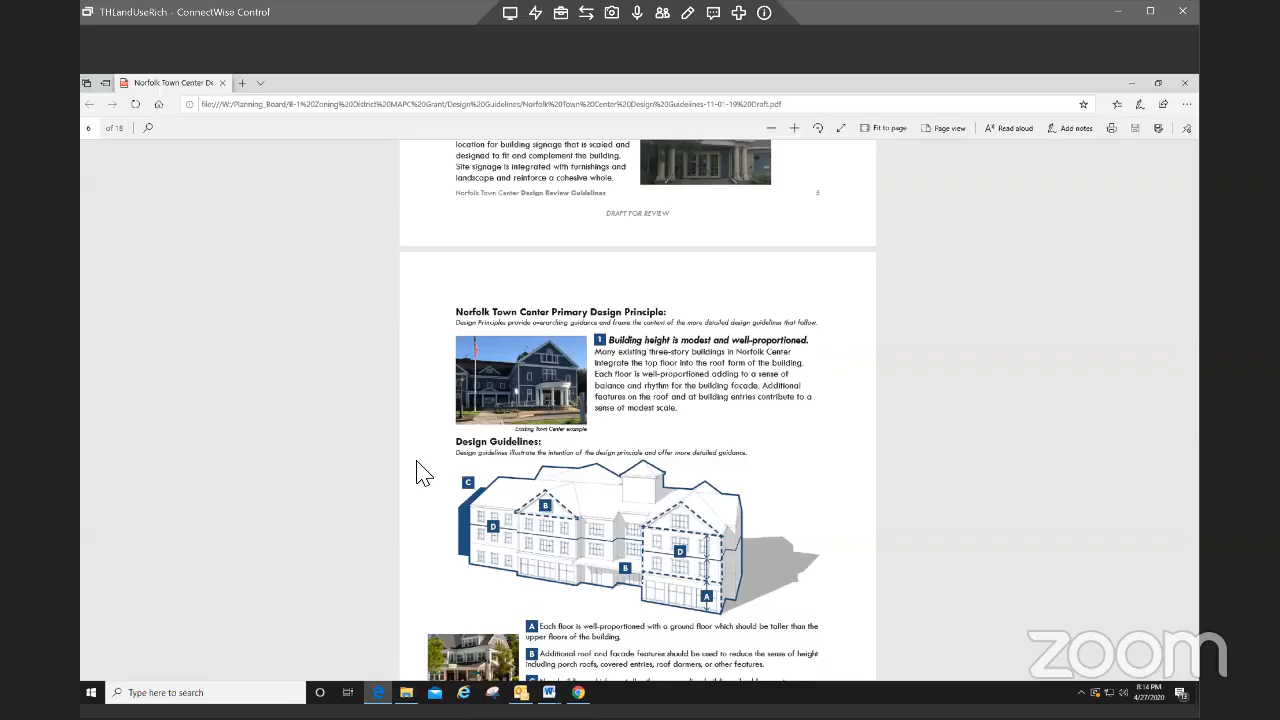 THLandUseRich - ConnectWise Control
Norfolk Town Center De
file:///W:/Planning_Board/B-1%20Zoning%20District%20MAPC%20Grant/Design%20Guidelines/Norfolk%20Town%20Center%20Design%20Guidelines-11-01-19%20Draft.pdf
6 of 18
Fit to page
Page view
Read aloud
Add notes
location for building signage that is scaled and
designed to fit and complement the building.
Site signage is integrated with furnishings and
landscape and reinforce a cohesive whole.
Norfolk Town Center Design Review Guidelines 5
DRAFT FOR REVIEW
Norfolk Town Center Primary Design Principle:
Design Principles provide overarching guidance and frame the content of the more detailed design guidelines that follow.
1 Building height is modest and well-proportioned.
Many existing three-story buildings in Norfolk Center
integrate the top floor into the roof form of the building.
Each floor is well-proportioned adding to a sense of
balance and rhythm for the building facade. Additional
features on the roof and at building entries contribute to a
sense of modest scale.
Existing Town Center example
Design Guidelines:
Design guidelines illustrate the intention of the design principle and offer more detailed guidance.
C
B
D
D
B
A
A Each floor is well-proportioned with a ground floor which should be taller than the
upper floors of the building.
B Additional roof and facade features should be used to reduce the sense of height
including porch roofs, covered entries, roof dormers, or other features.
zoom
Type here to search
8:14 PM
4/27/2020